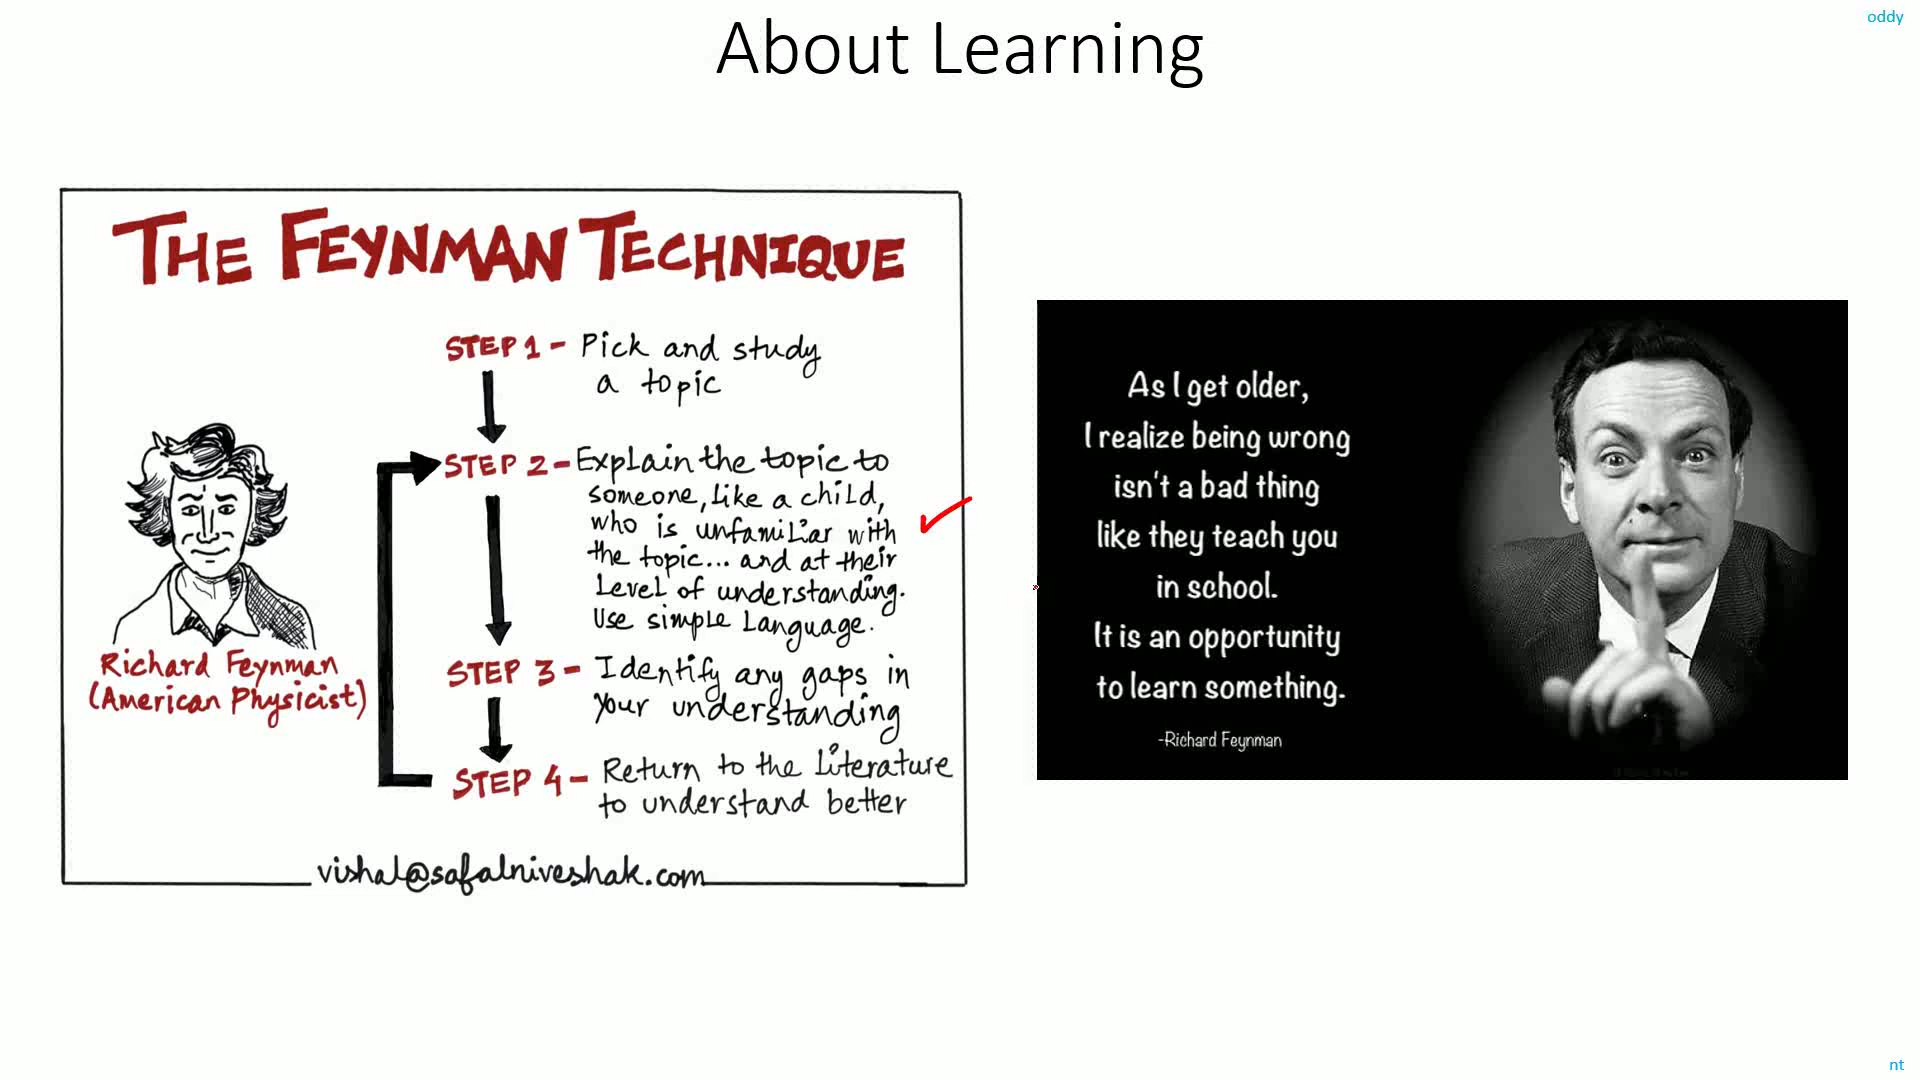 About Learning
oddy
THE FEYNMAN TECHNIQUE
STEP 1 - Pick and study
a topic
STEP 2 - Explain the topic to
someone, like a child,
who is unfamiliar with
the topic... and at their
level of understanding.
Use simple language.
STEP 3 - Identify any gaps in
your understanding
STEP 4 - Return to the literature
to understand better
Richard Feynman
(American Physicist)
vishal@safalniveshak.com
As I get older,
I realize being wrong
isn't a bad thing
like they teach you
in school.
It is an opportunity
to learn something.
-Richard Feynman
nt